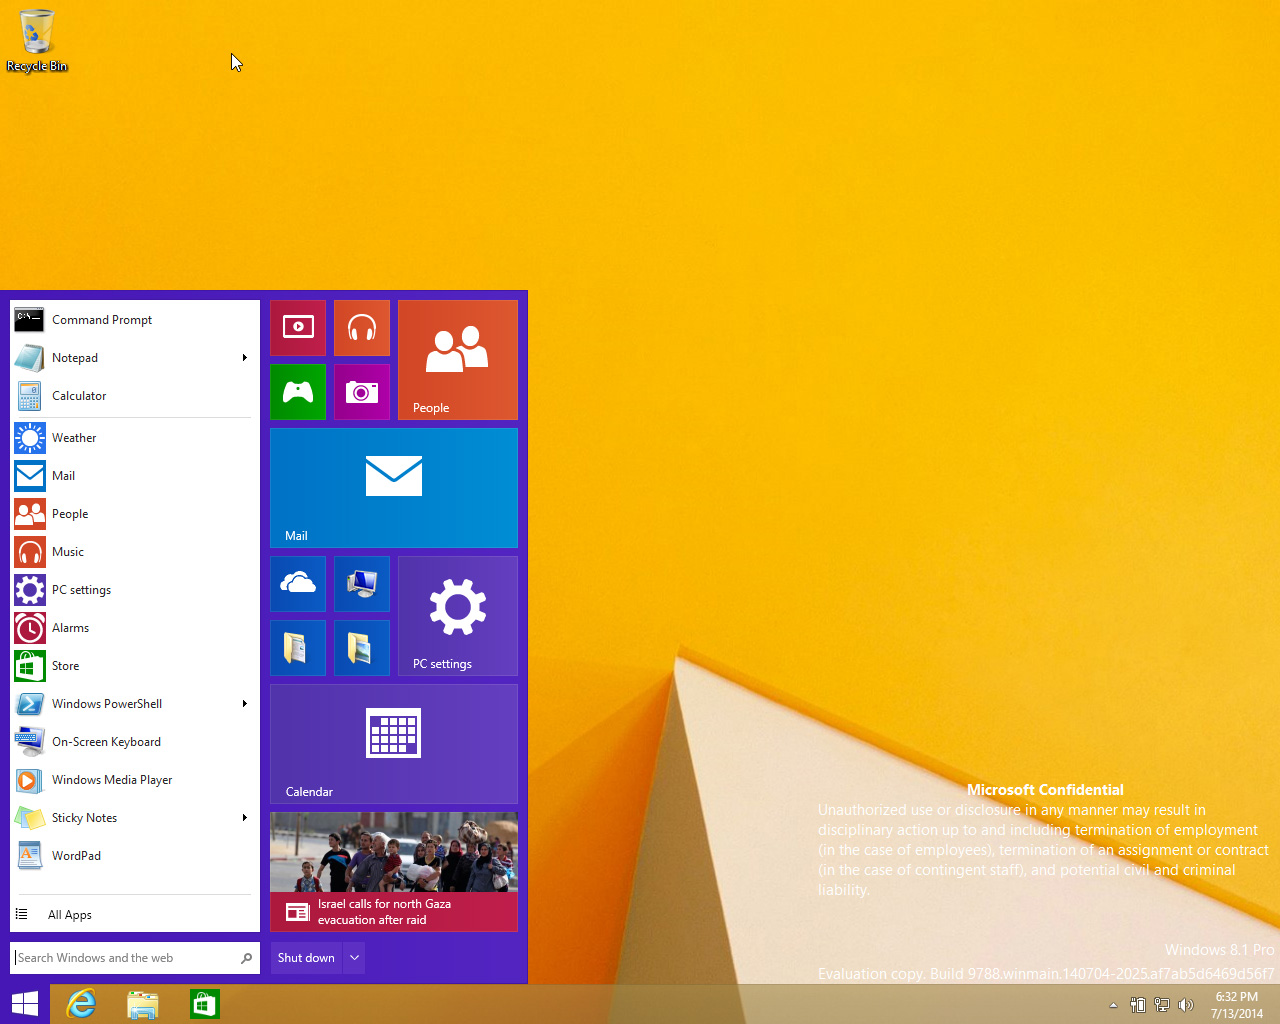 Recycle Bin
Command Prompt
Notepad
Calculator
Weather
Mail
People
Music
PC settings
Alarms
Store
Windows PowerShell
On-Screen Keyboard
Windows Media Player
Sticky Notes
WordPad
All Apps
Search Windows and the web
People
Mail
PC settings
Calendar
Israel calls for north Gaza
evacuation after raid
Shut down
Microsoft Confidential
Unauthorized use or disclosure in any manner may result in
disciplinary action up to and including termination of employment
(in the case of employees), termination of an assignment or contract
(in the case of contingent staff), and potential civil and criminal
liability.
Windows 8.1 Pro
Evaluation copy. Build 9788.winmain.140704-2025.af7ab5d6469d56f7
6:32 PM
7/13/2014